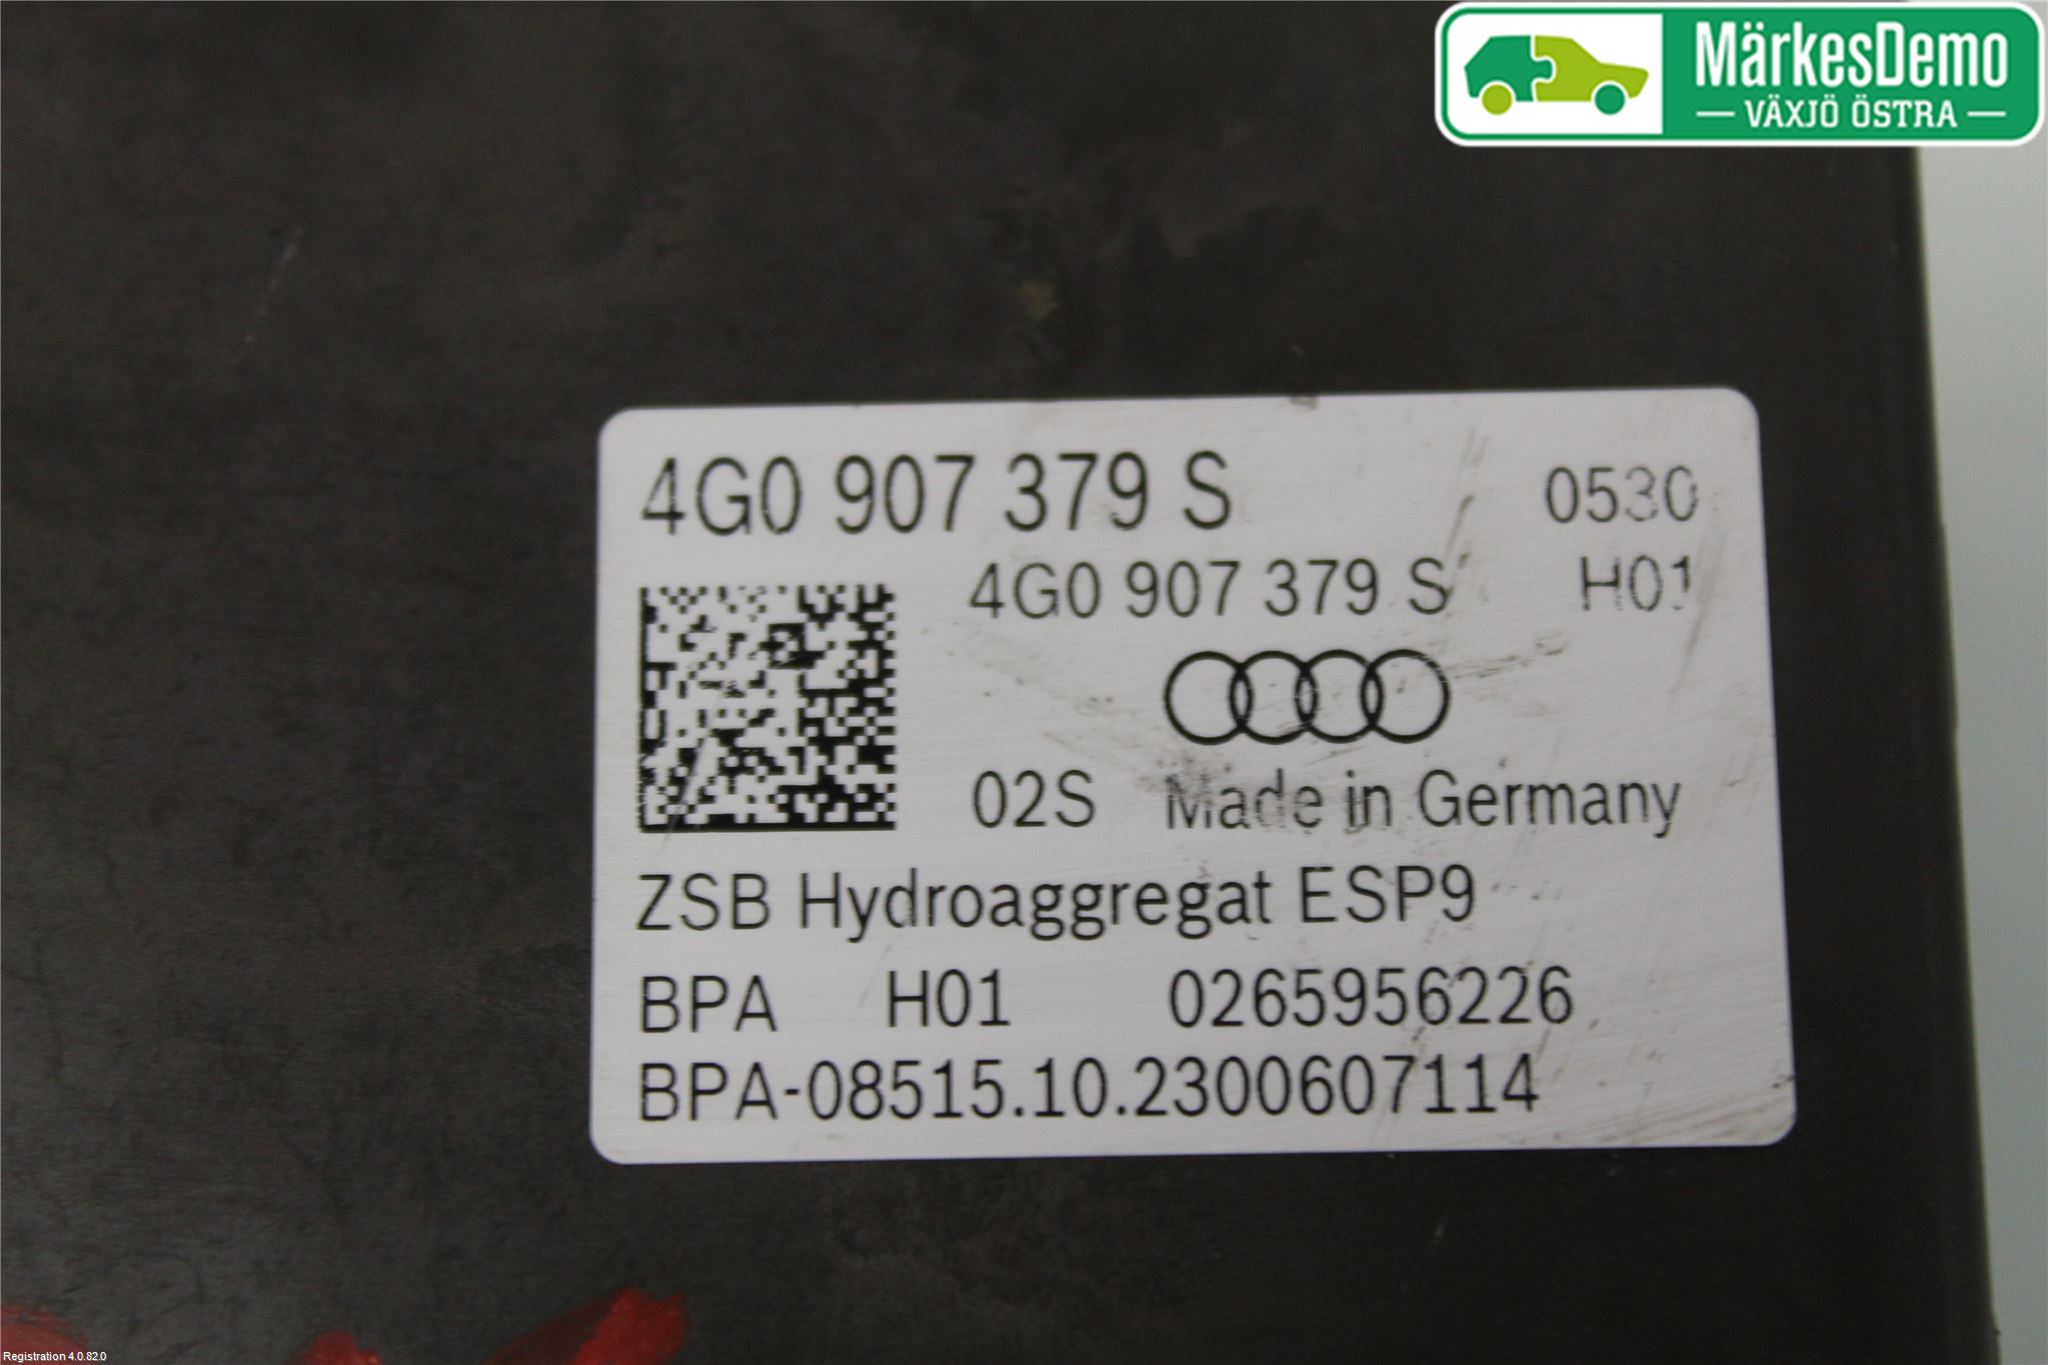 MärkesDemo
VÄXJÖ ÖSTRA
4G0 907 379 S 0530
4G0 907 379 S H01
02S Made in Germany
ZSB Hydroaggregat ESP9
BPA H01 0265956226
BPA-08515.10.2300607114
Registration 4.0.82.0